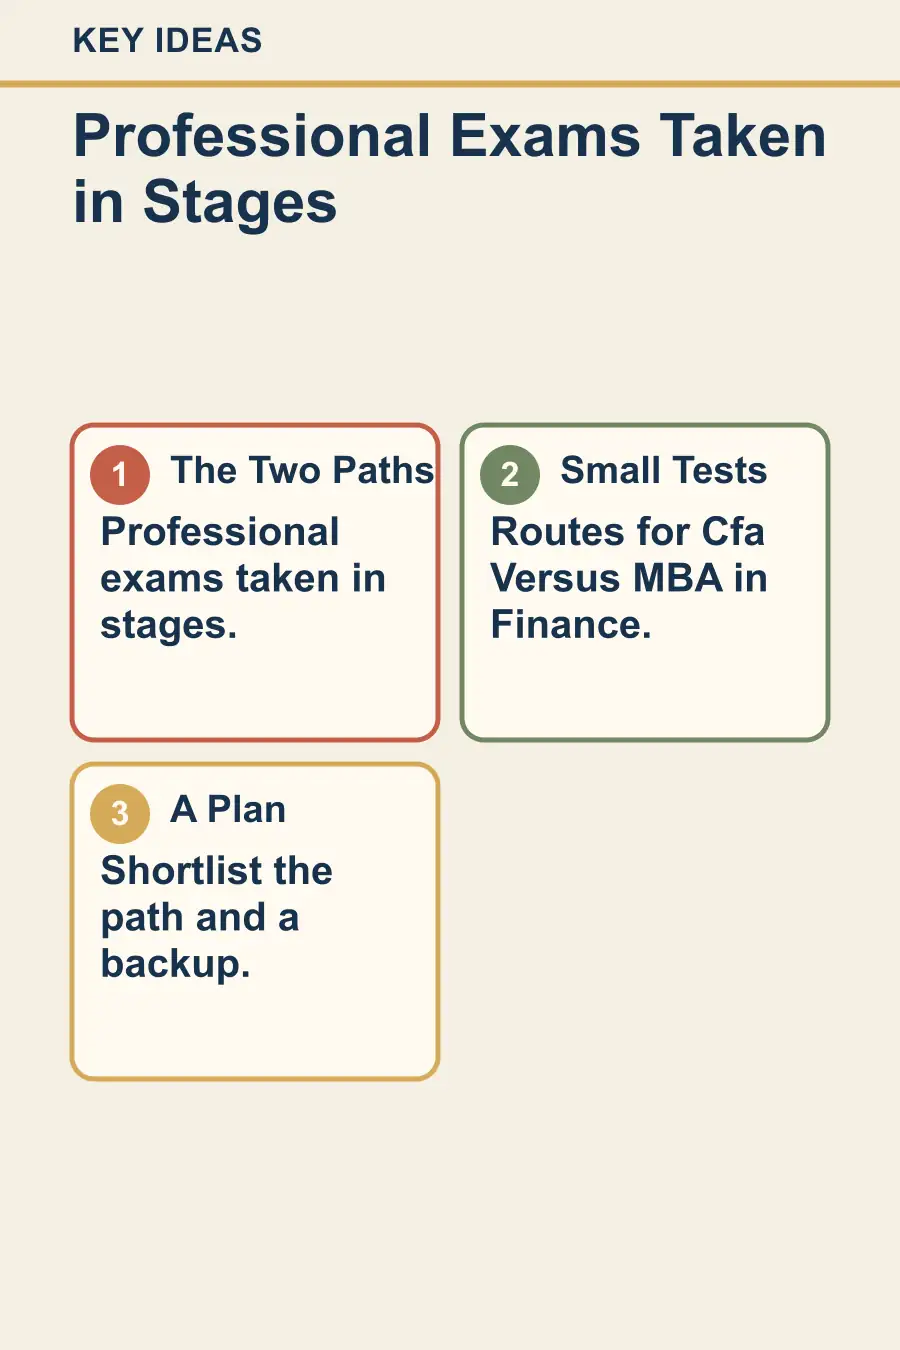 KEY IDEAS
Professional Exams Taken
in Stages
1 The Two Paths
Professional
exams taken in
stages.
2 Small Tests
Routes for Cfa
Versus MBA in
Finance.
3 A Plan
Shortlist the
path and a
backup.